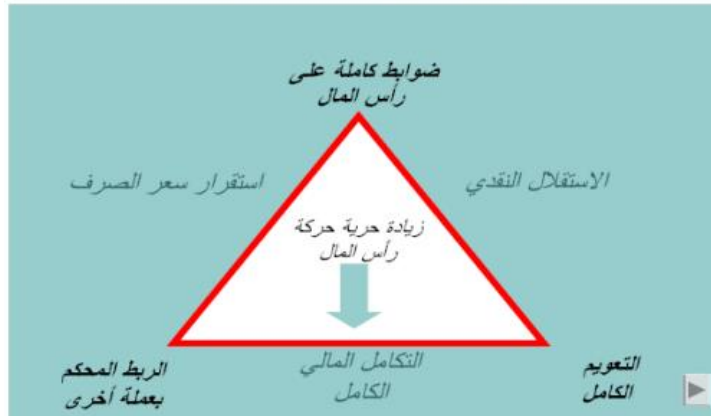 ضوابط كاملة على
رأس المال
استقرار سعر الصرف
الاستقلال النقدي
زيادة حرية حركة
رأس المال
التعويم
الكامل
التكامل المالي
الكامل
الربط المحكم
بعملة أخرى